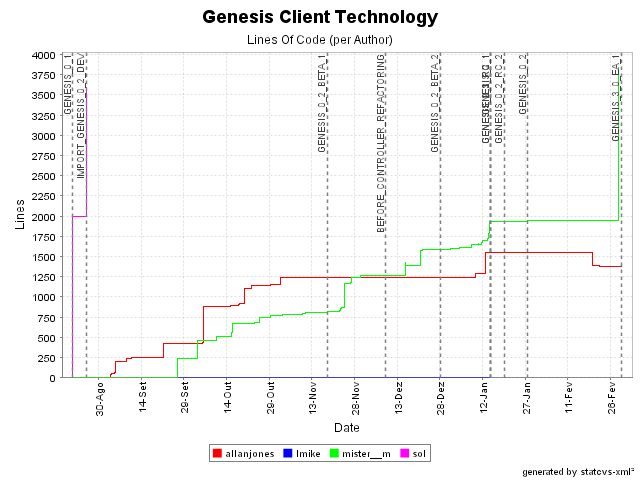 Genesis Client Technology
Lines Of Code (per Author)
Lines
4000
3750
3500
3250
3000
2750
2500
2250
2000
1750
1500
1250
1000
750
500
250
0
GENESIS_0_1
IMPORT_GENESIS_0_2_DEV
GENESIS_0_2_BETA_1
BEFORE_CONTROLLER_REFACTORING
GENESIS_0_2_BETA_2
GENESIS_0_2_RC_2
GENESIS_0_2
GENESIS_3_0_EA_1
30-Ago
14-Set
29-Set
14-Out
29-Out
13-Nov
28-Nov
13-Dez
28-Dez
12-Jan
27-Jan
11-Fev
26-Fev
Date
allanjones
lmike
mister__m
sol
generated by statcvs-xml²